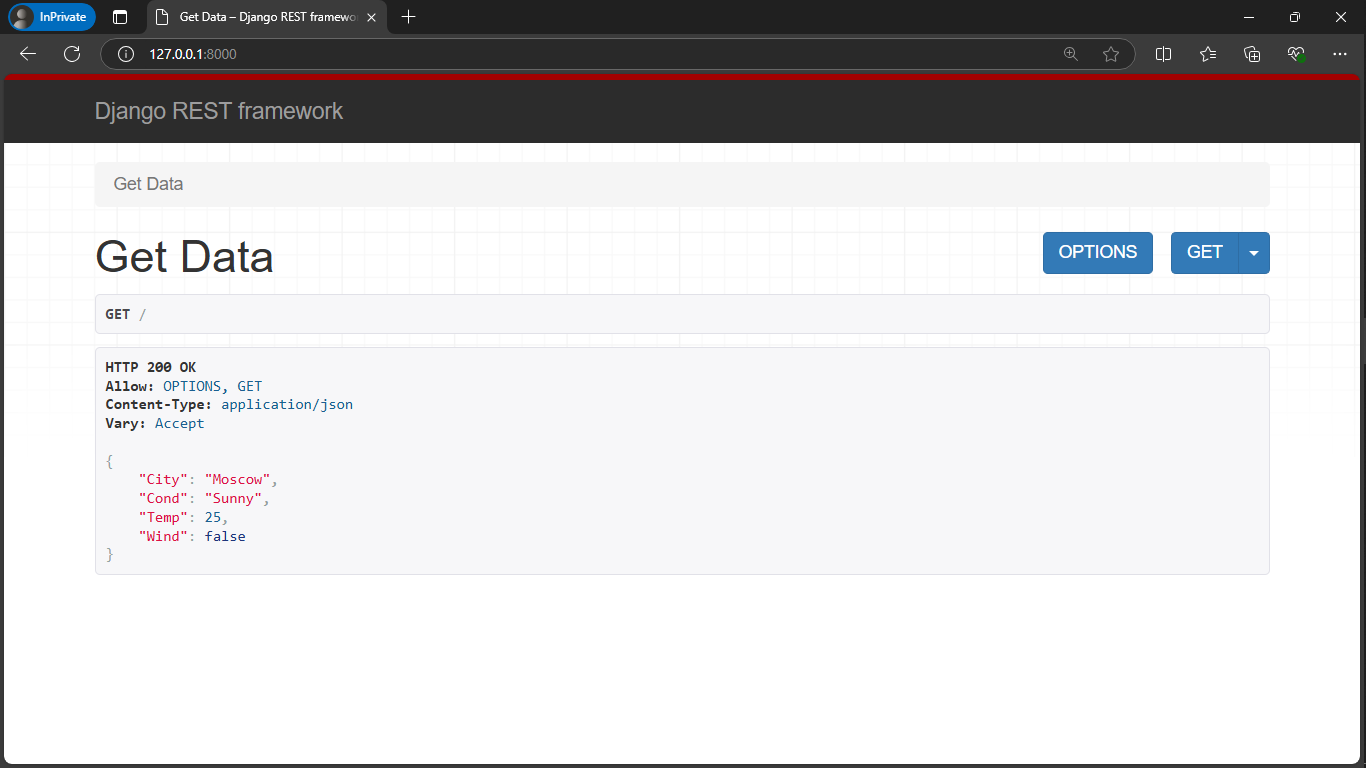 InPrivate
Get Data – Django REST framewo
127.0.0.1:8000
Django REST framework
Get Data
Get Data
OPTIONS
GET
GET /
HTTP 200 OK
Allow: OPTIONS, GET
Content-Type: application/json
Vary: Accept
{
    "City": "Moscow",
    "Cond": "Sunny",
    "Temp": 25,
    "Wind": false
}